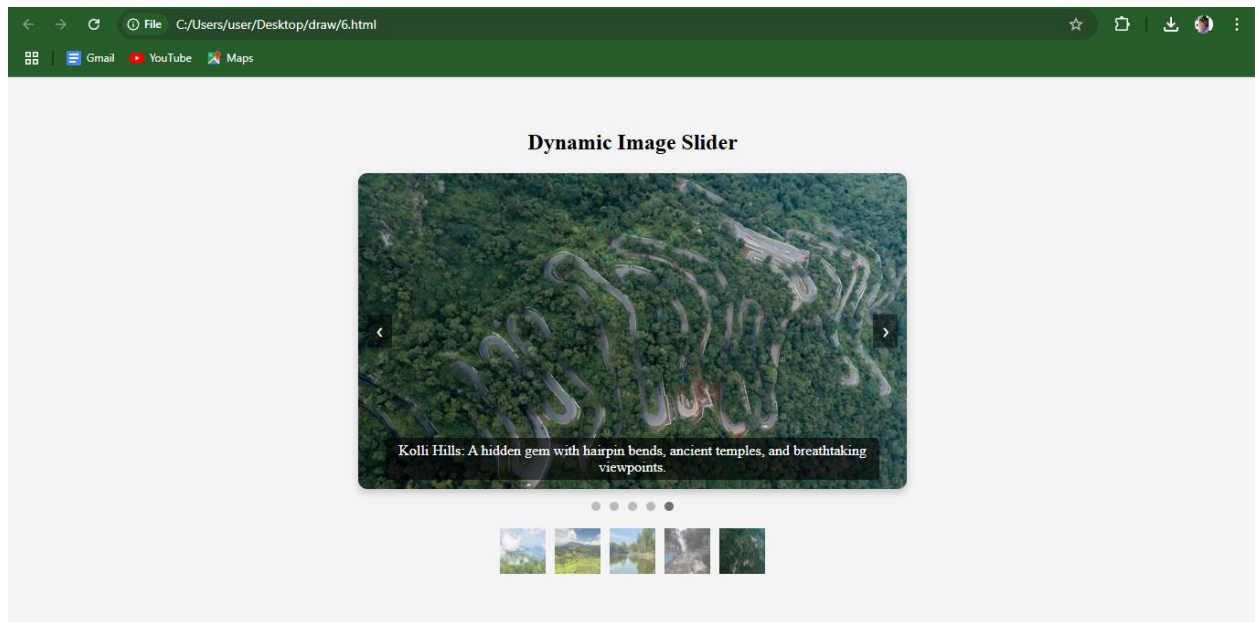 File C:/Users/user/Desktop/draw/6.html
Gmail YouTube Maps
Dynamic Image Slider
Kolli Hills: A hidden gem with hairpin bends, ancient temples, and breathtaking
viewpoints.